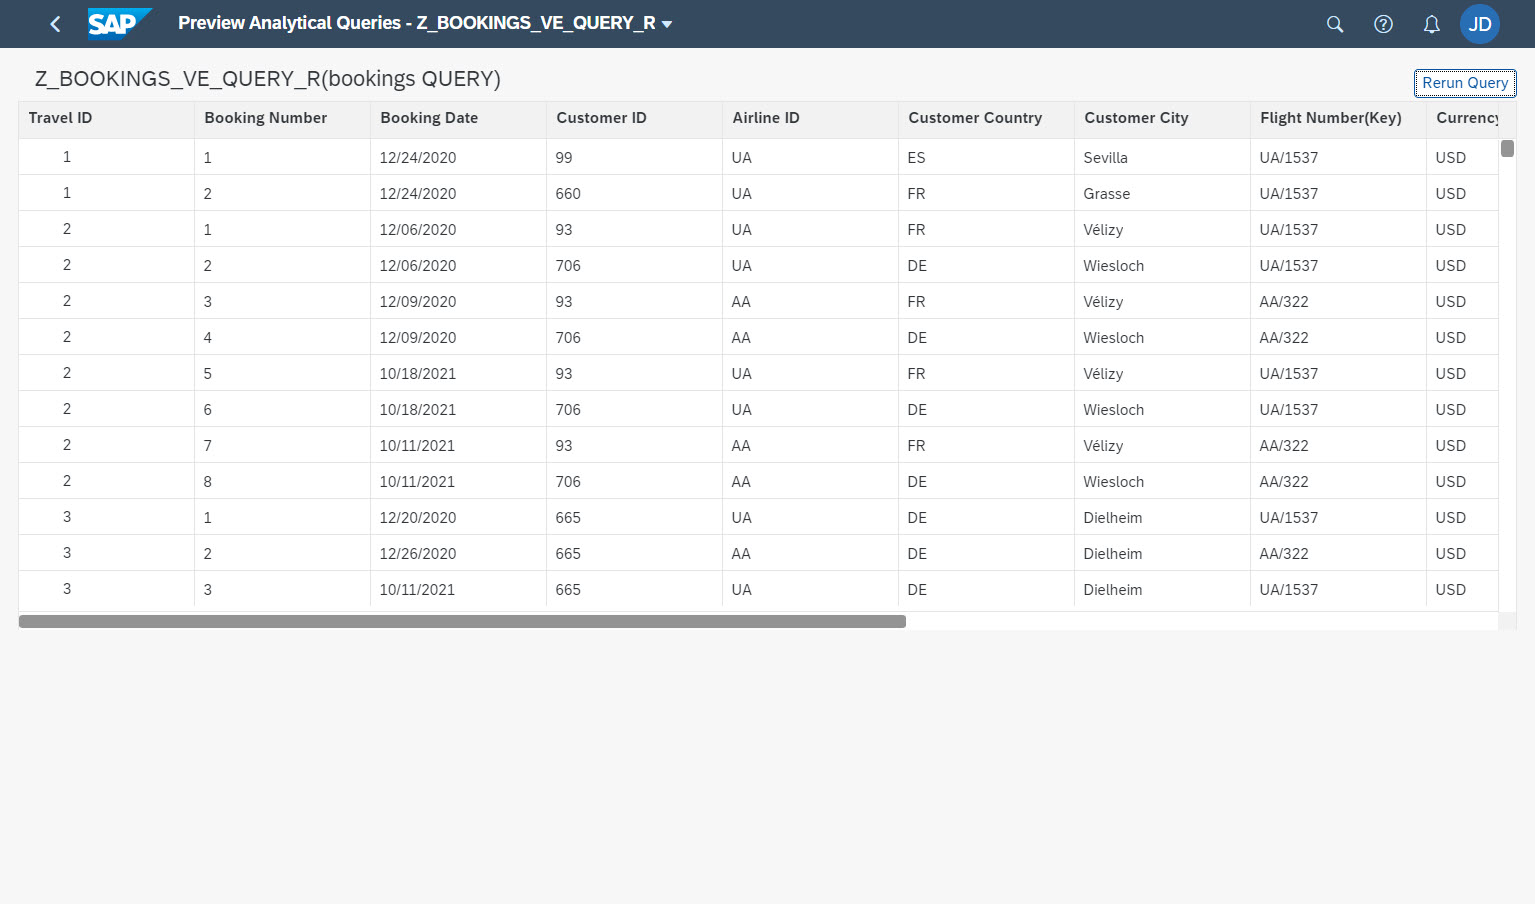 SAP Preview Analytical Queries - Z_BOOKINGS_VE_QUERY_R JD
Z_BOOKINGS_VE_QUERY_R(bookings QUERY)
Rerun Query
Travel ID Booking Number Booking Date Customer ID Airline ID Customer Country Customer City Flight Number(Key) Currency
1 1 12/24/2020 99 UA ES Sevilla UA/1537 USD
1 2 12/24/2020 660 UA FR Grasse UA/1537 USD
2 1 12/06/2020 93 UA FR Vélizy UA/1537 USD
2 2 12/06/2020 706 UA DE Wiesloch UA/1537 USD
2 3 12/09/2020 93 AA FR Vélizy AA/322 USD
2 4 12/09/2020 706 AA DE Wiesloch AA/322 USD
2 5 10/18/2021 93 UA FR Vélizy UA/1537 USD
2 6 10/18/2021 706 UA DE Wiesloch UA/1537 USD
2 7 10/11/2021 93 AA FR Vélizy AA/322 USD
2 8 10/11/2021 706 AA DE Wiesloch AA/322 USD
3 1 12/20/2020 665 UA DE Dielheim UA/1537 USD
3 2 12/26/2020 665 AA DE Dielheim AA/322 USD
3 3 10/11/2021 665 UA DE Dielheim UA/1537 USD